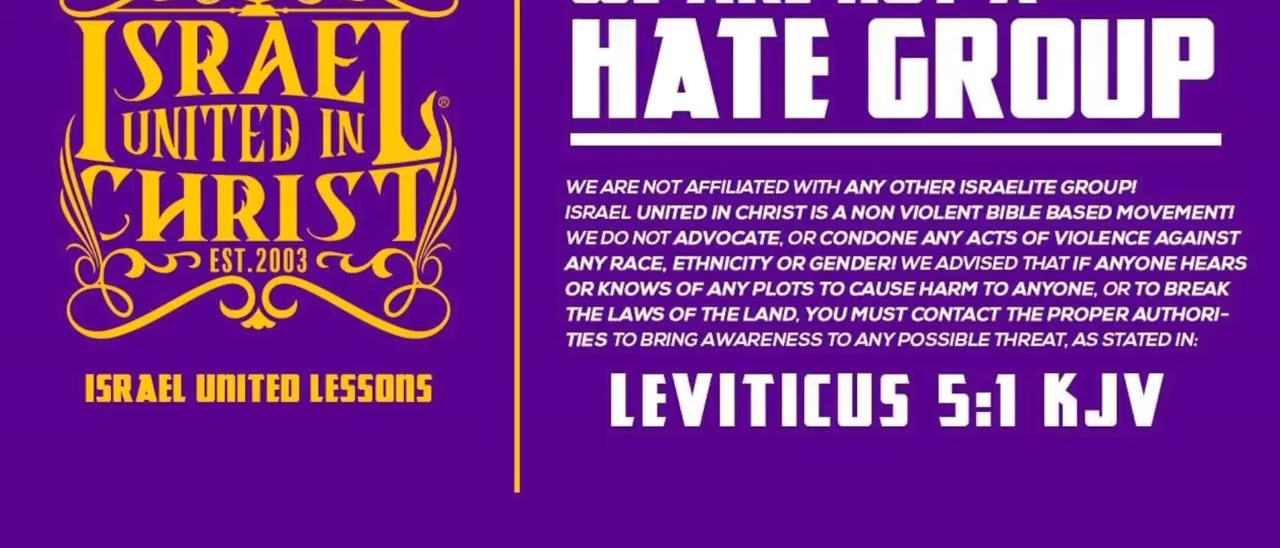 ISRAEL
UNITED IN
CHRIST
®
EST.2003
ISRAEL UNITED LESSONS
HATE GROUP
WE ARE NOT AFFILIATED WITH ANY OTHER ISRAELITE GROUP!
ISRAEL UNITED IN CHRIST IS A NON VIOLENT BIBLE BASED MOVEMENT!
WE DO NOT ADVOCATE, OR CONDONE ANY ACTS OF VIOLENCE AGAINST
ANY RACE, ETHNICITY OR GENDER! WE ADVISED THAT IF ANYONE HEARS
OR KNOWS OF ANY PLOTS TO CAUSE HARM TO ANYONE, OR TO BREAK
THE LAWS OF THE LAND, YOU MUST CONTACT THE PROPER AUTHORI-
TIES TO BRING AWARENESS TO ANY POSSIBLE THREAT, AS STATED IN:
LEVITICUS 5:1 KJV